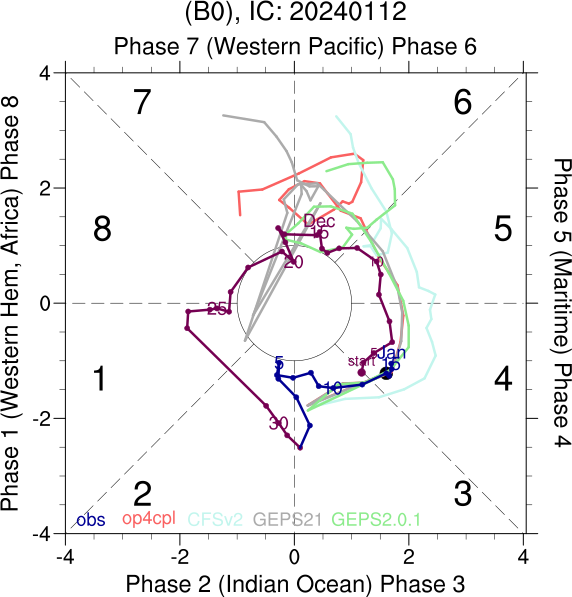 (B0), IC: 20240112
Phase 7 (Western Pacific) Phase 6
4
2
0
-2
-4
Phase 1 (Western Hem, Africa) Phase 8
Phase 5 (Maritime) Phase 4
7
6
8
5
1
4
2
3
Dec
15
20
10
25
5
Jan
start
15
5
10
30
obs op4cpl CFSv2 GEPS21 GEPS2.0.1
-4 -2 0 2 4
Phase 2 (Indian Ocean) Phase 3